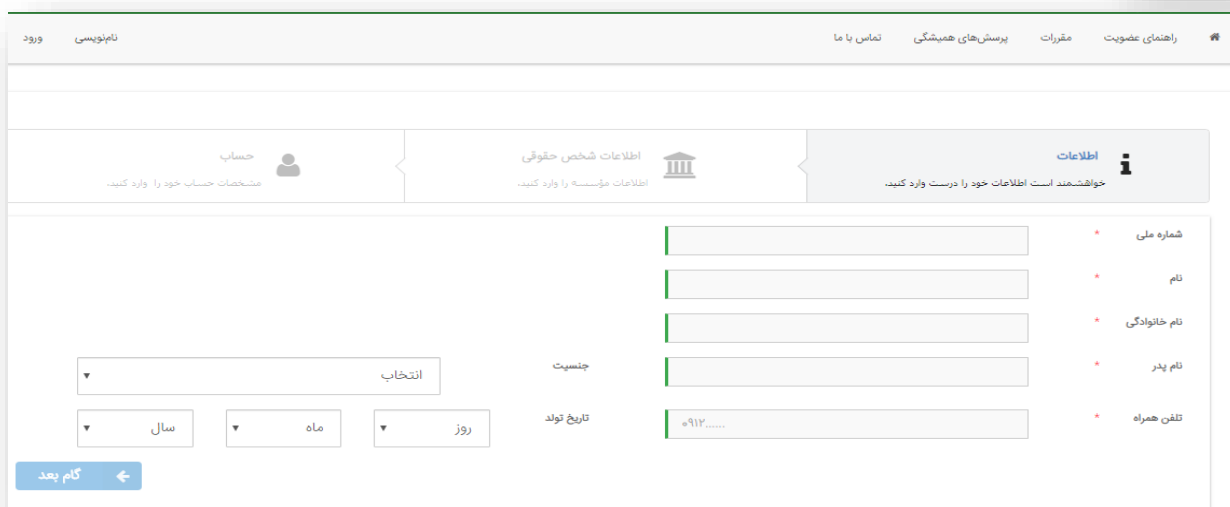 راهنمای عضویت
مقررات
پرسش‌های همیشگی
تماس با ما
نام‌نویسی
ورود
اطلاعات
خواهشمند است اطلاعات خود را درست وارد کنید.
اطلاعات شخص حقوقی
اطلاعات مؤسسه را وارد کنید.
حساب
مشخصات حساب خود را وارد کنید.
شماره ملی *
نام *
نام خانوادگی *
نام پدر *
جنسیت
انتخاب
تلفن همراه *
۰۹۱۲......
تاریخ تولد
روز
ماه
سال
گام بعد